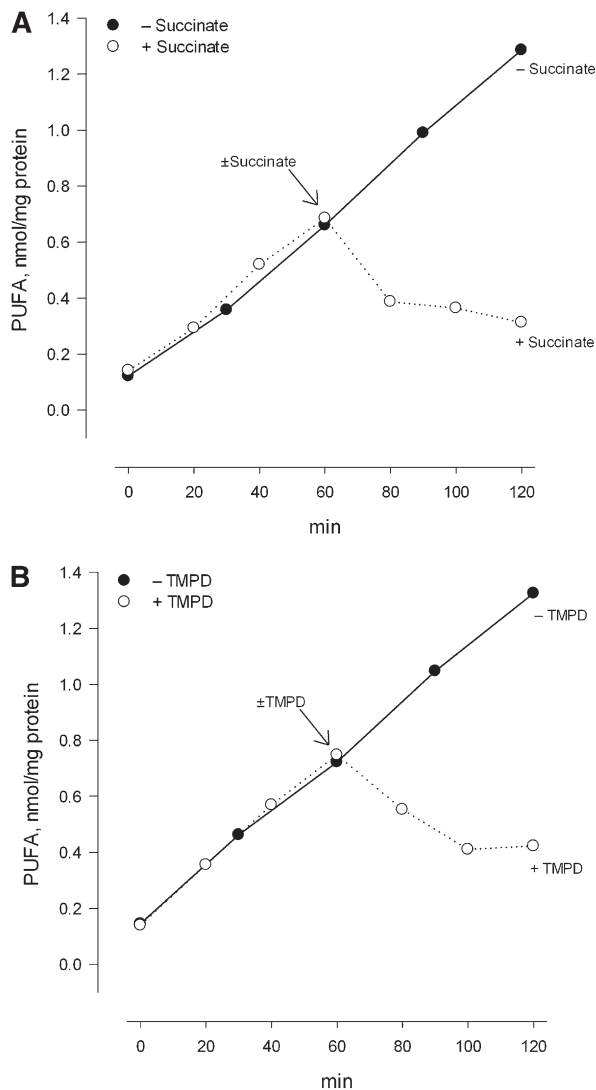 A
– Succinate
+ Succinate
PUFA, nmol/mg protein
1.4
1.2
1.0
0.8
0.6
0.4
0.2
0.0
±Succinate
– Succinate
+ Succinate
0 20 40 60 80 100 120
min
B
– TMPD
+ TMPD
PUFA, nmol/mg protein
1.4
1.2
1.0
0.8
0.6
0.4
0.2
0.0
±TMPD
– TMPD
+ TMPD
0 20 40 60 80 100 120
min